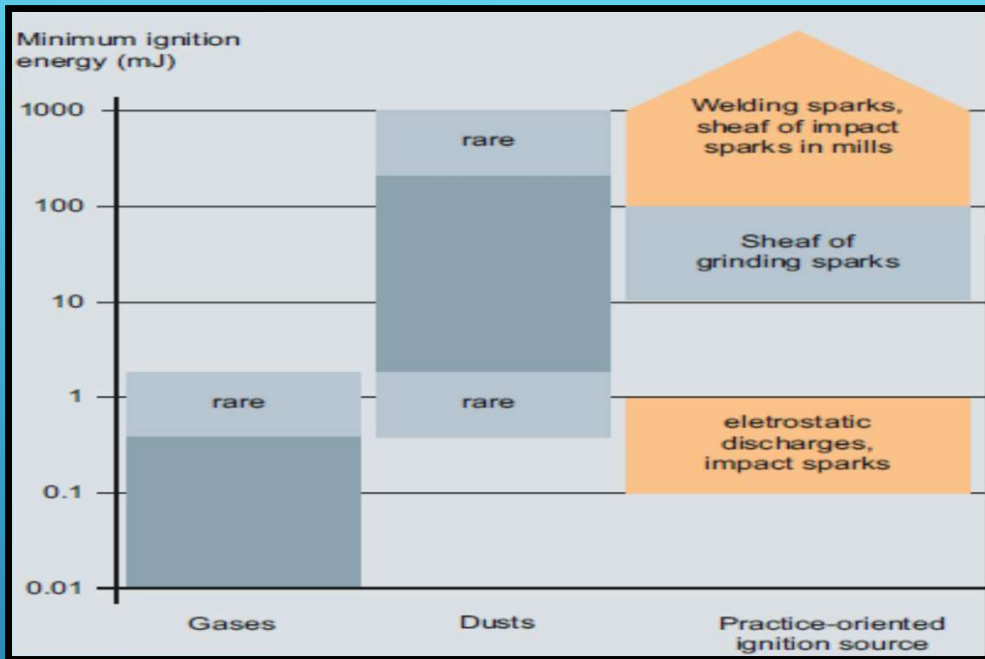 Minimum ignition
energy (mJ)
1000
100
10
1
0.1
0.01
rare
rare
rare
Welding sparks,
sheaf of impact
sparks in mills
Sheaf of
grinding sparks
eletrostatic
discharges,
impact sparks
Gases
Dusts
Practice-oriented
ignition source